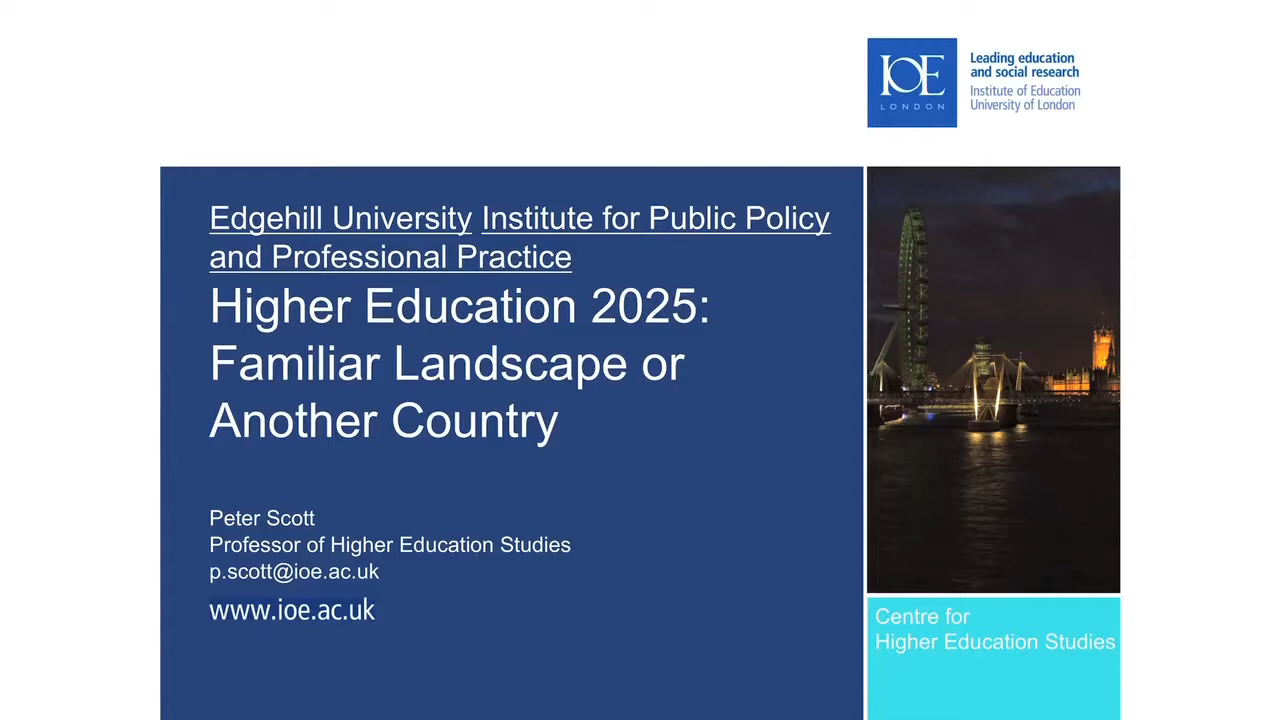 IOE
LONDON
Leading education
and social research
Institute of Education
University of London
Edgehill University Institute for Public Policy
and Professional Practice
Higher Education 2025:
Familiar Landscape or
Another Country
Peter Scott
Professor of Higher Education Studies
p.scott@ioe.ac.uk
www.ioe.ac.uk
Centre for
Higher Education Studies